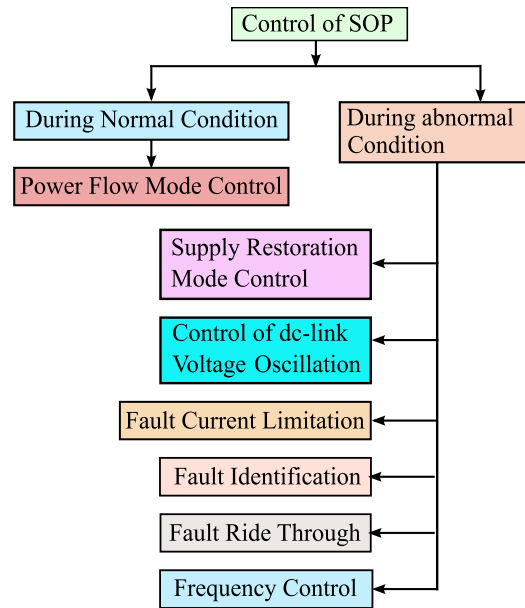 Control of SOP
During Normal Condition
During abnormal
Condition
Power Flow Mode Control
Supply Restoration
Mode Control
Control of dc-link
Voltage Oscillation
Fault Current Limitation
Fault Identification
Fault Ride Through
Frequency Control